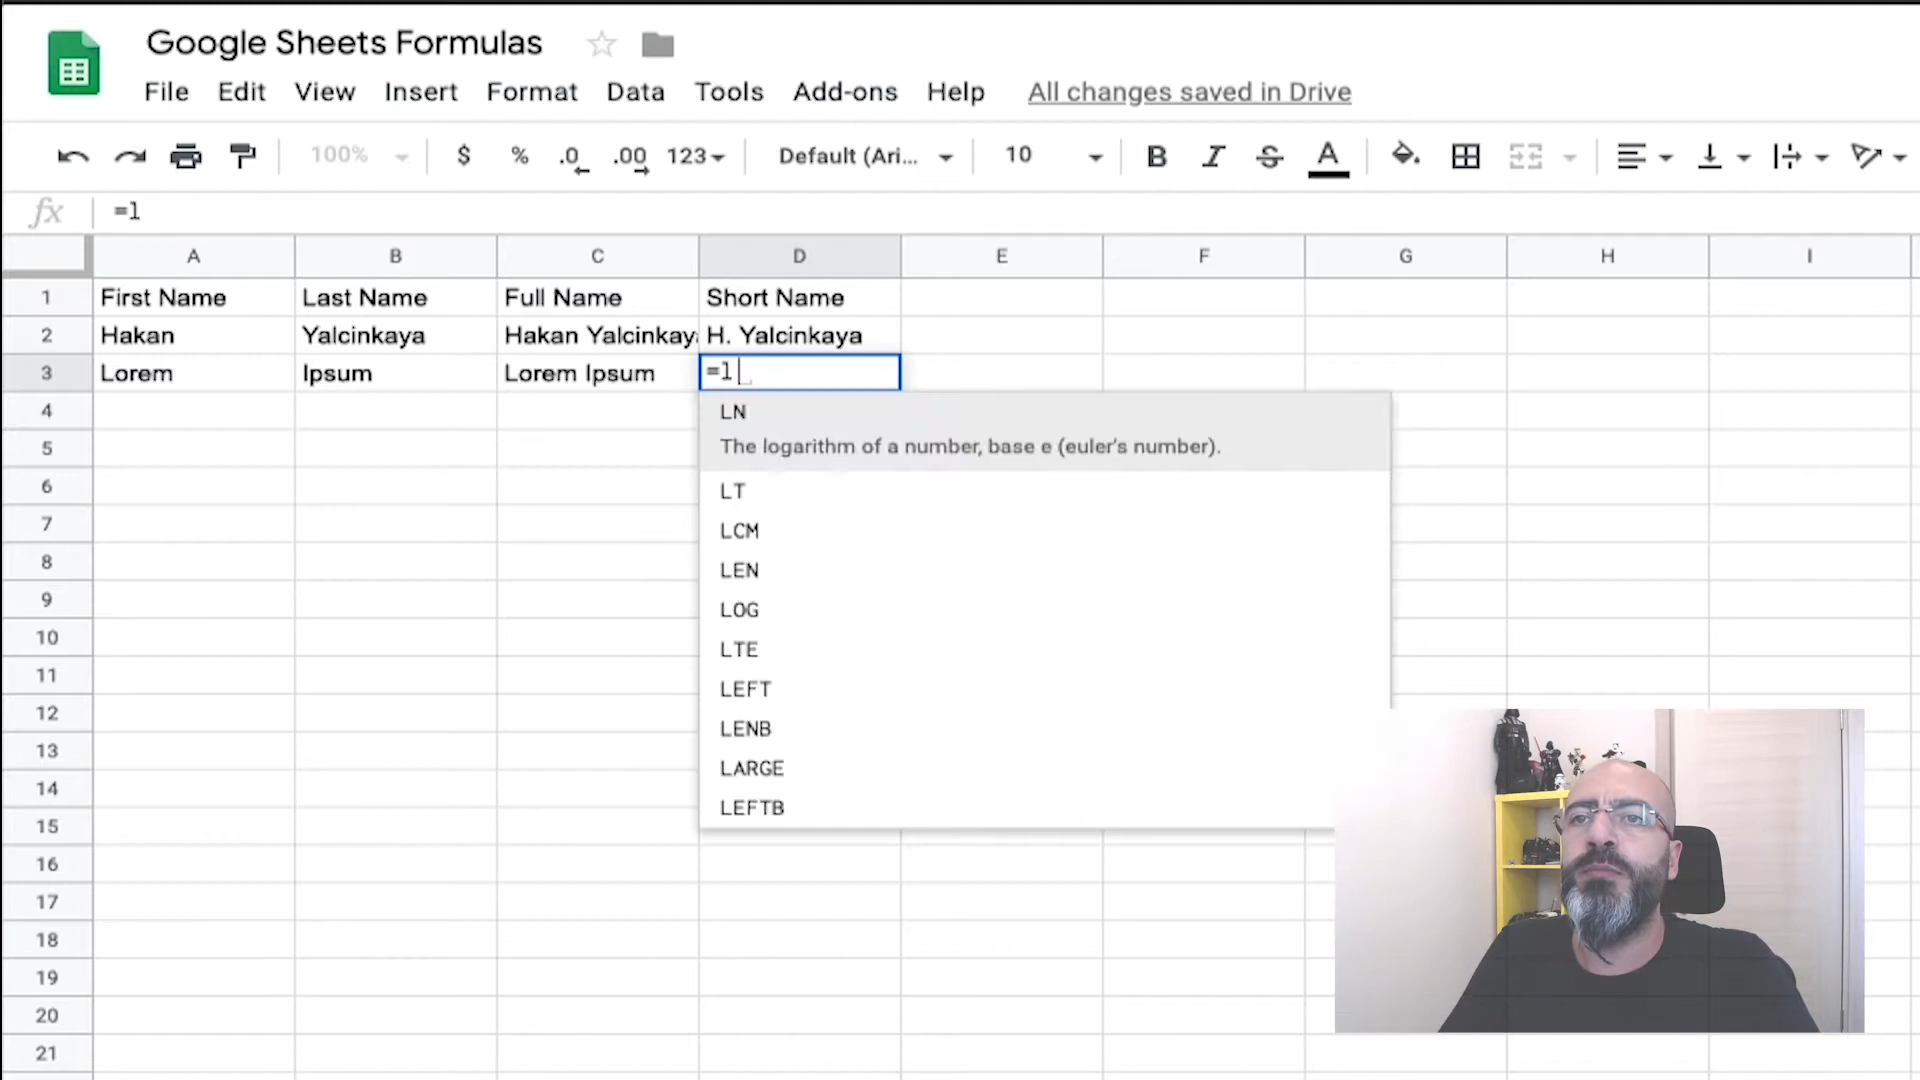 Google Sheets Formulas
File Edit View Insert Format Data Tools Add-ons Help All changes saved in Drive
100% $ % .0 .00 123 Default (Ari... 10 B I S A
fx =l
A B C D E F G H I
1 First Name Last Name Full Name Short Name
2 Hakan Yalcinkaya Hakan Yalcinkay H. Yalcinkaya
3 Lorem Ipsum Lorem Ipsum =l
4
LN
5
The logarithm of a number, base e (euler's number).
6
LT
7
LCM
8
LEN
9
LOG
10
LTE
11
LEFT
12
LENB
13
LARGE
14
LEFTB
15
16
17
18
19
20
21